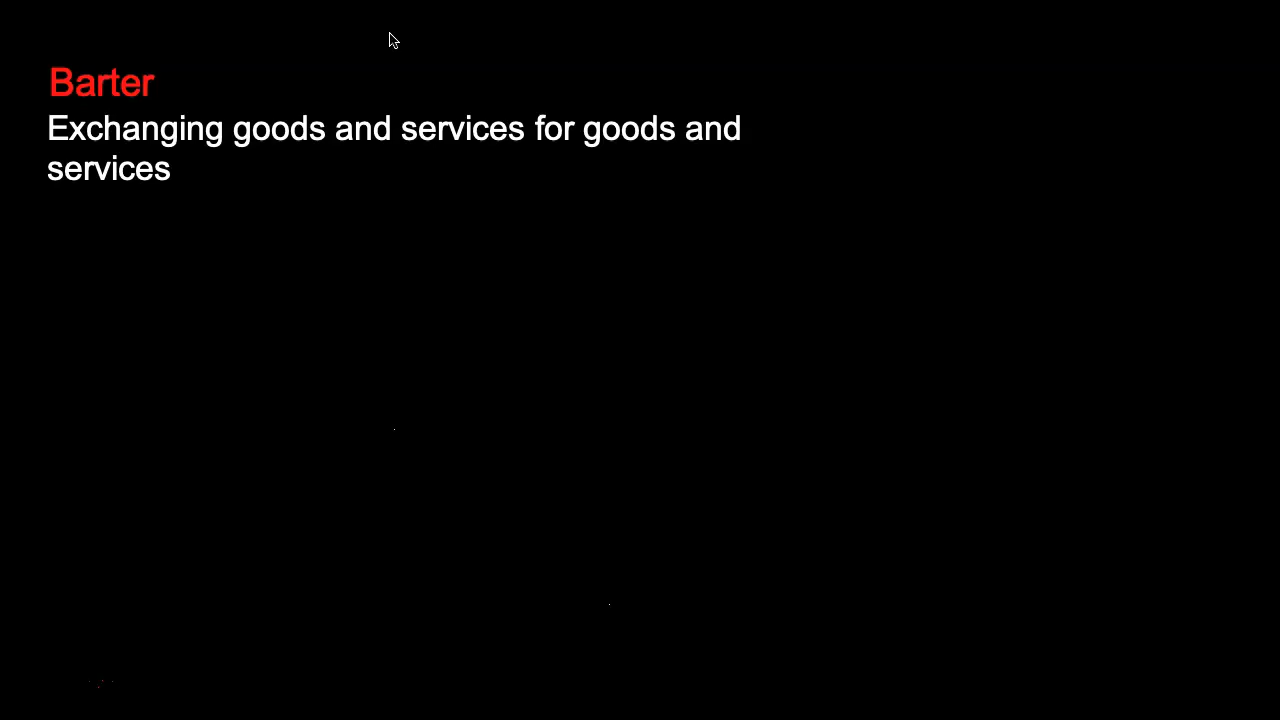 Barter
Exchanging goods and services for goods and
services